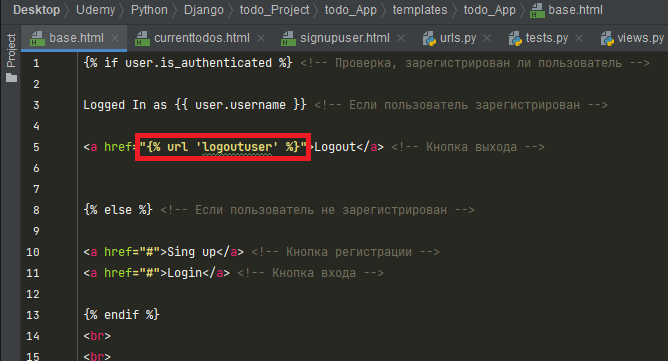 Desktop › Udemy › Python › Django › todo_Project › todo_App › templates › todo_App › base.html
Project
base.html currenttodos.html signupuser.html urls.py tests.py views.py
1 {% if user.is_authenticated %} <!-- Проверка, зарегистрирован ли пользователь -->
2
3 Logged In as {{ user.username }} <!-- Если пользователь зарегистрирован -->
4
5 <a href="{% url 'logoutuser' %}">Logout</a> <!-- Кнопка выхода -->
6
7
8 {% else %} <!-- Если пользователь не зарегистрирован -->
9
10 <a href="#">Sing up</a> <!-- Кнопка регистрации -->
11 <a href="#">Login</a> <!-- Кнопка входа -->
12
13 {% endif %}
14 <br>
15 <br>